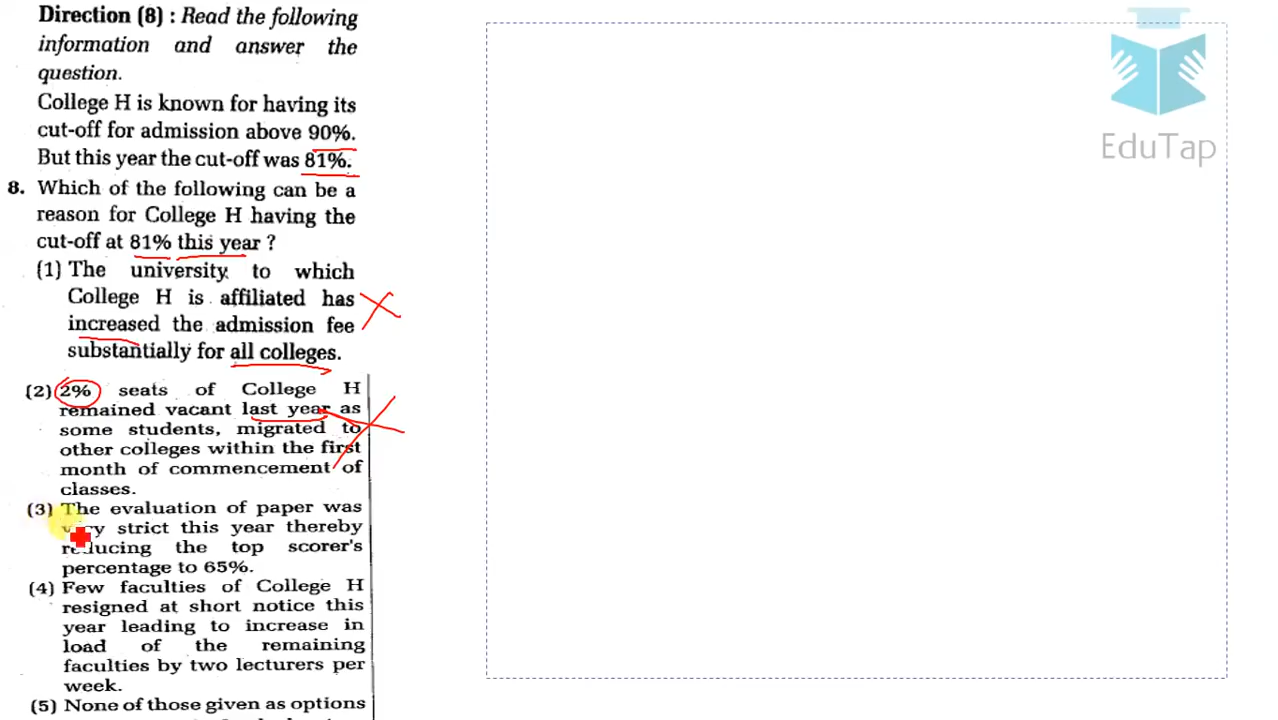 Direction (8) : Read the following
information and answer the
question.
College H is known for having its
cut-off for admission above 90%.
But this year the cut-off was 81%.
8. Which of the following can be a
reason for College H having the
cut-off at 81% this year ?
(1) The university to which
College H is affiliated has
increased the admission fee
substantially for all colleges.
(2) 2% seats of College H
remained vacant last year as
some students, migrated to
other colleges within the first
month of commencement of
classes.
(3) The evaluation of paper was
very strict this year thereby
reducing the top scorer's
percentage to 65%.
(4) Few faculties of College H
resigned at short notice this
year leading to increase in
load of the remaining
faculties by two lecturers per
week.
(5) None of those given as options
EduTap